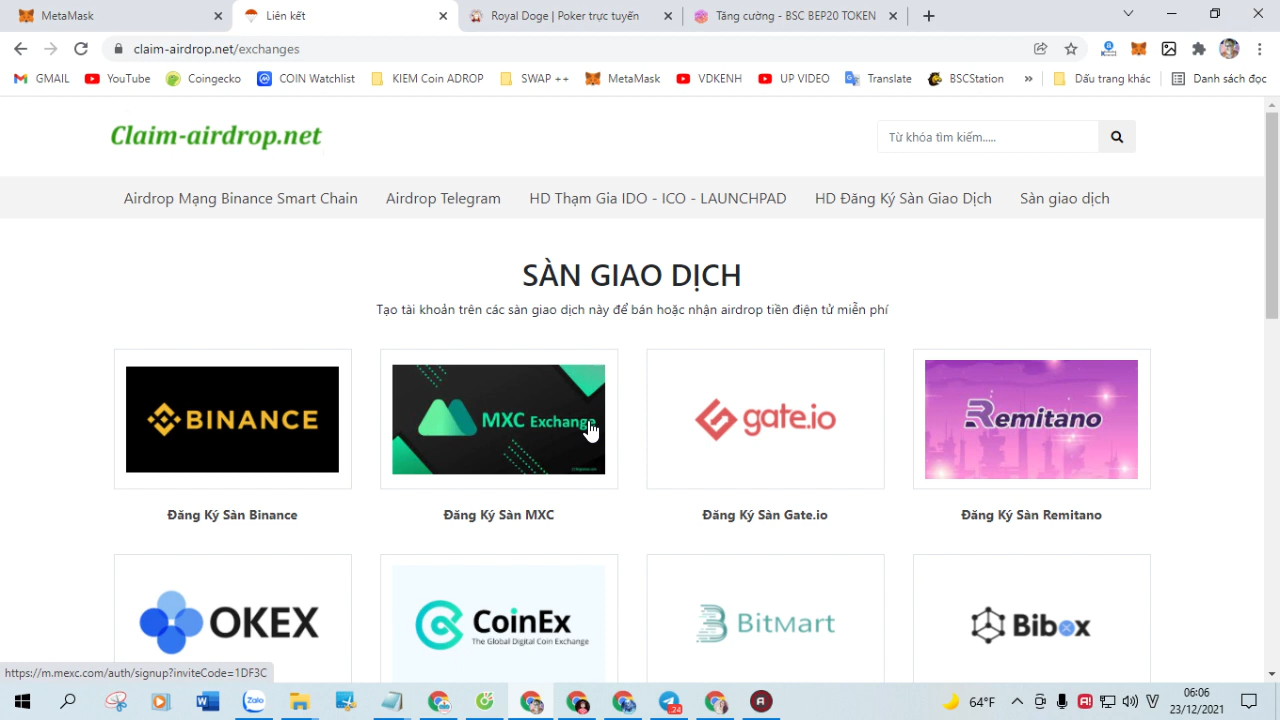 MetaMask
Liên kết
Royal Doge | Poker trực tuyến
Tăng cường - BSC BEP20 TOKEN
claim-airdrop.net/exchanges
GMAIL
YouTube
Coingecko
COIN Watchlist
KIEM Coin ADROP
SWAP ++
MetaMask
VDKENH
UP VIDEO
Translate
BSCStation
»
Dấu trang khác
Danh sách đọc
Claim-airdrop.net
Từ khóa tìm kiếm.....
Airdrop Mạng Binance Smart Chain
Airdrop Telegram
HD Thạm Gia IDO - ICO - LAUNCHPAD
HD Đăng Ký Sàn Giao Dịch
Sàn giao dịch
SÀN GIAO DỊCH
Tạo tài khoản trên các sàn giao dịch này để bán hoặc nhận airdrop tiền điện tử miễn phí
BINANCE
MXC Exchange
gate.io
Remitano
Đăng Ký Sàn Binance
Đăng Ký Sàn MXC
Đăng Ký Sàn Gate.io
Đăng Ký Sàn Remitano
OKEX
CoinEx
The Global Digital Coin Exchange
BitMart
Bibox
https://m.mexc.com/auth/signup?inviteCode=1DF3C
Zalo
24
64°F
06:06
23/12/2021